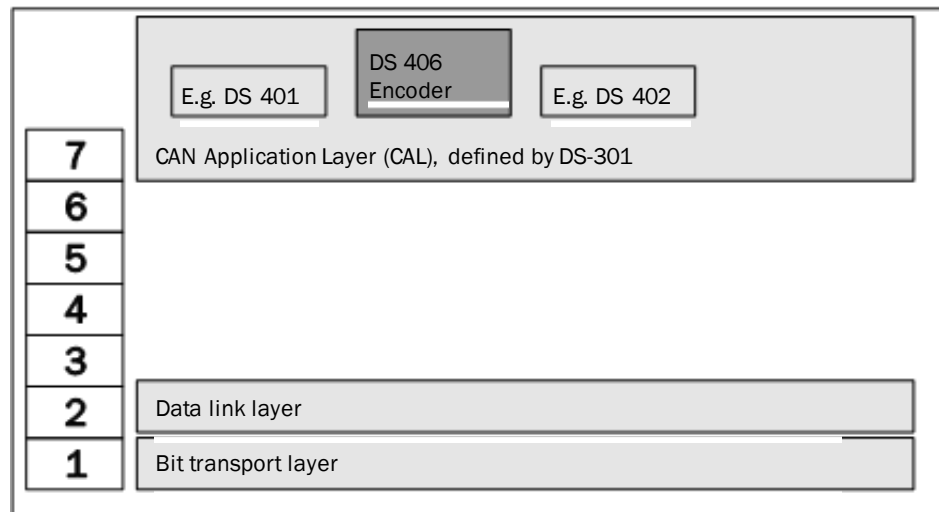 DS 406
Encoder
E.g. DS 401
E.g. DS 402
7
CAN Application Layer (CAL), defined by DS-301
6
5
4
3
2
Data link layer
1
Bit transport layer